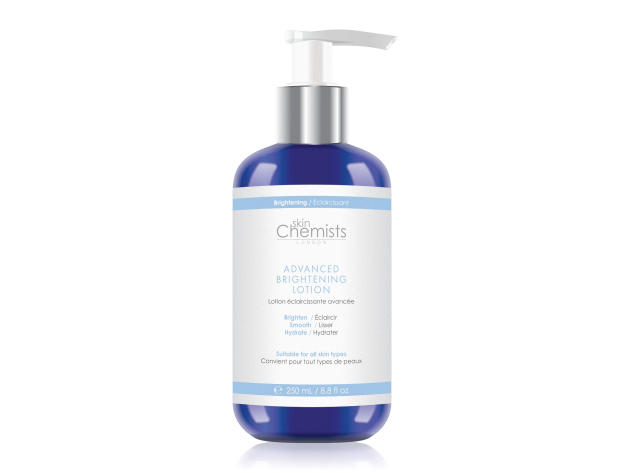 Brightening / Éclaircissant
skin
Chemists
LONDON
ADVANCED
BRIGHTENING
LOTION
Lotion éclaircissante avancée
Brighten / Éclaircir
Smooth / Lisser
Hydrate / Hydrater
Suitable for all skin types
Convient pour tout types de peaux
℮ 250 mL / 8.8 fl oz